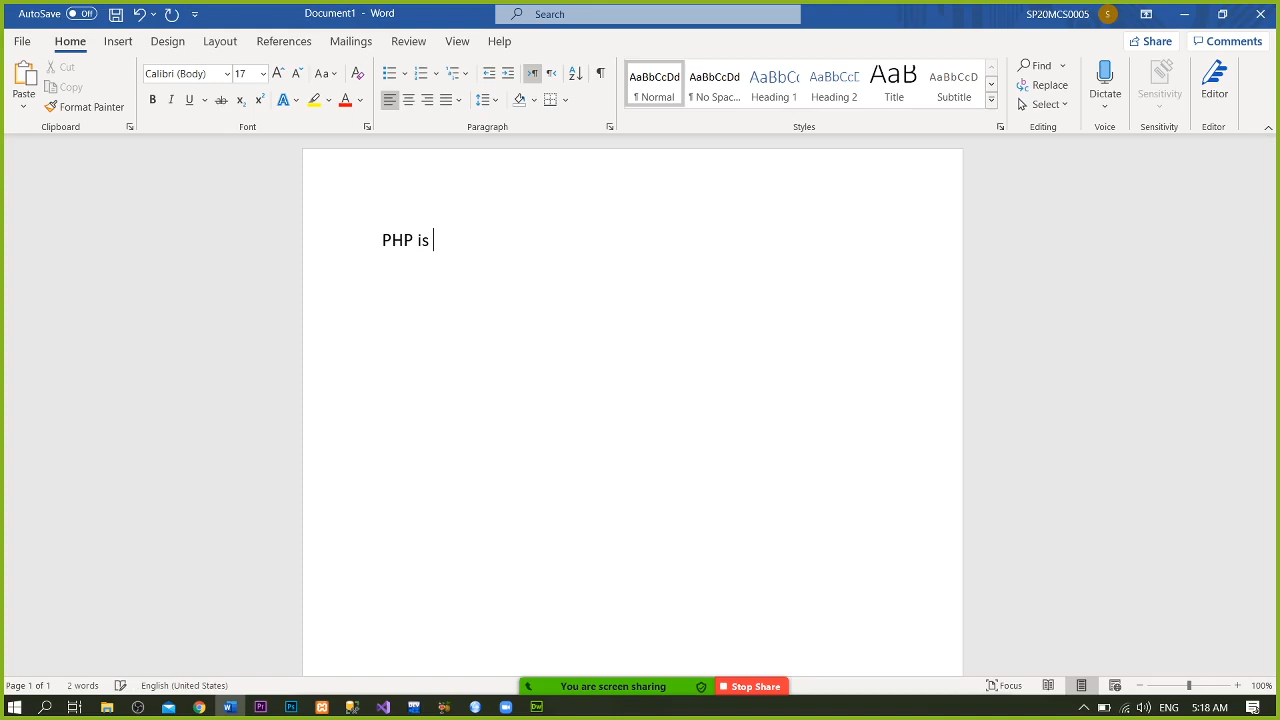 AutoSave Off Document1 - Word Search SP20MCS0005 S
File Home Insert Design Layout References Mailings Review View Help Share Comments
Paste Cut Copy Format Painter Clipboard
Calibri (Body) 17 Font
Paragraph
AaBbCcDd ¶ Normal
AaBbCcDd ¶ No Spac...
AaBbC( Heading 1
AaBbCcE Heading 2
AaB Title
AaBbCcD Subtitle
Styles
Find Replace Select Editing
Dictate Voice
Sensitivity Sensitivity
Editor Editor
PHP is
Page 1 of 1 2 words English (United States) You are screen sharing Stop Share Focus 100%
ENG 5:18 AM